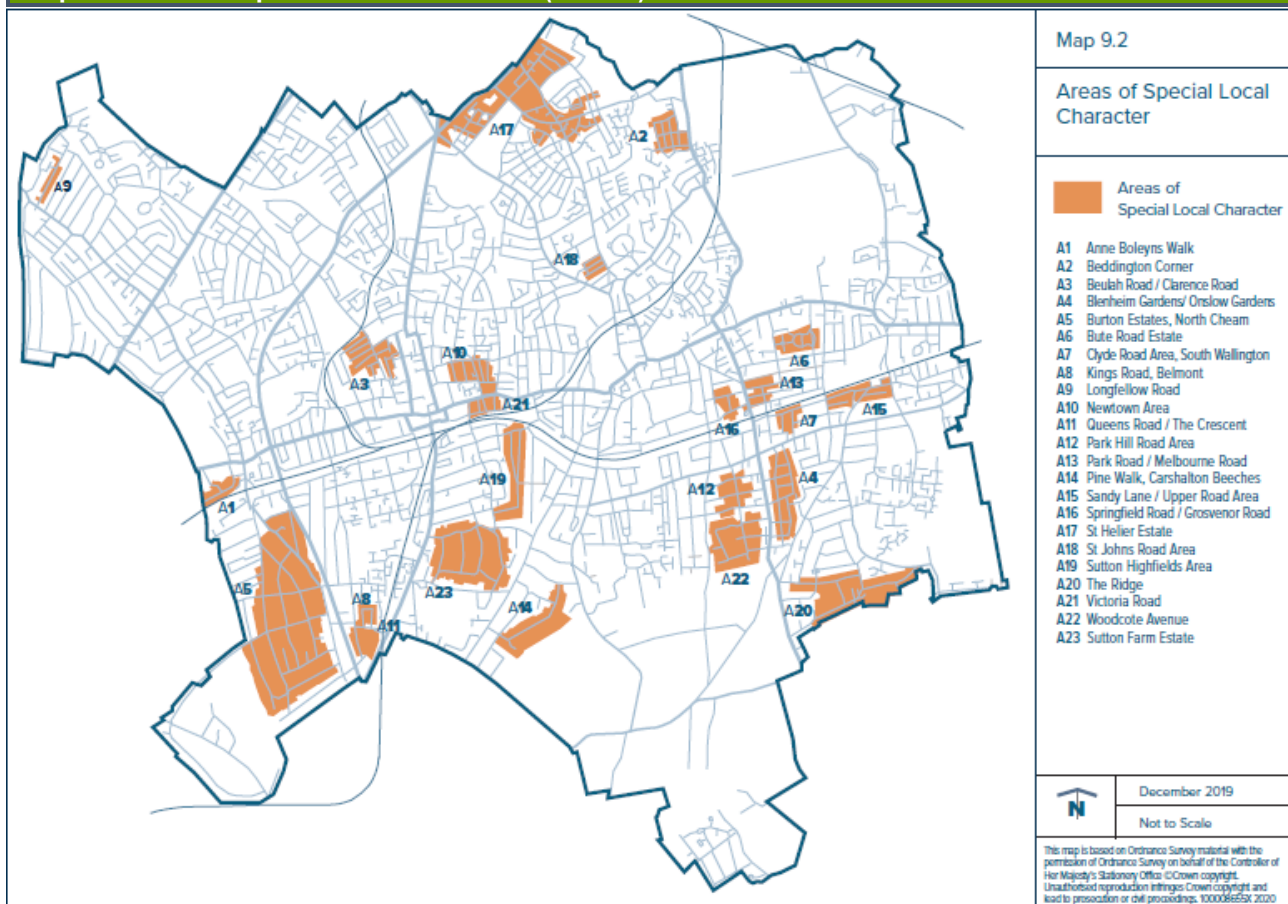 Map 9.2
Areas of Special Local
Character
Areas of
Special Local Character
A1 Anne Boleyns Walk
A2 Beddington Corner
A3 Beulah Road / Clarence Road
A4 Blenheim Gardens/ Onslow Gardens
A5 Burton Estates, North Cheam
A6 Bute Road Estate
A7 Clyde Road Area, South Wallington
A8 Kings Road, Belmont
A9 Longfellow Road
A10 Newtown Area
A11 Queens Road / The Crescent
A12 Park Hill Road Area
A13 Park Road / Melbourne Road
A14 Pine Walk, Carshalton Beeches
A15 Sandy Lane / Upper Road Area
A16 Springfield Road / Grosvenor Road
A17 St Helier Estate
A18 St Johns Road Area
A19 Sutton Highfields Area
A20 The Ridge
A21 Victoria Road
A22 Woodcote Avenue
A23 Sutton Farm Estate
N
December 2019
Not to Scale
This map is based on Ordnance Survey material with the
permission of Ordnance Survey on behalf of the Controller of
Her Majesty's Stationery Office ©Crown copyright.
Unauthorised reproduction infringes Crown copyright and
lead to prosecution or civil proceedings. 2020
A17
A2
A9
A18
A10
A6
A3
A13
A21
A15
A16
A7
A19
A12
A4
A1
A22
A5
A8
A23
A14
A20
A11